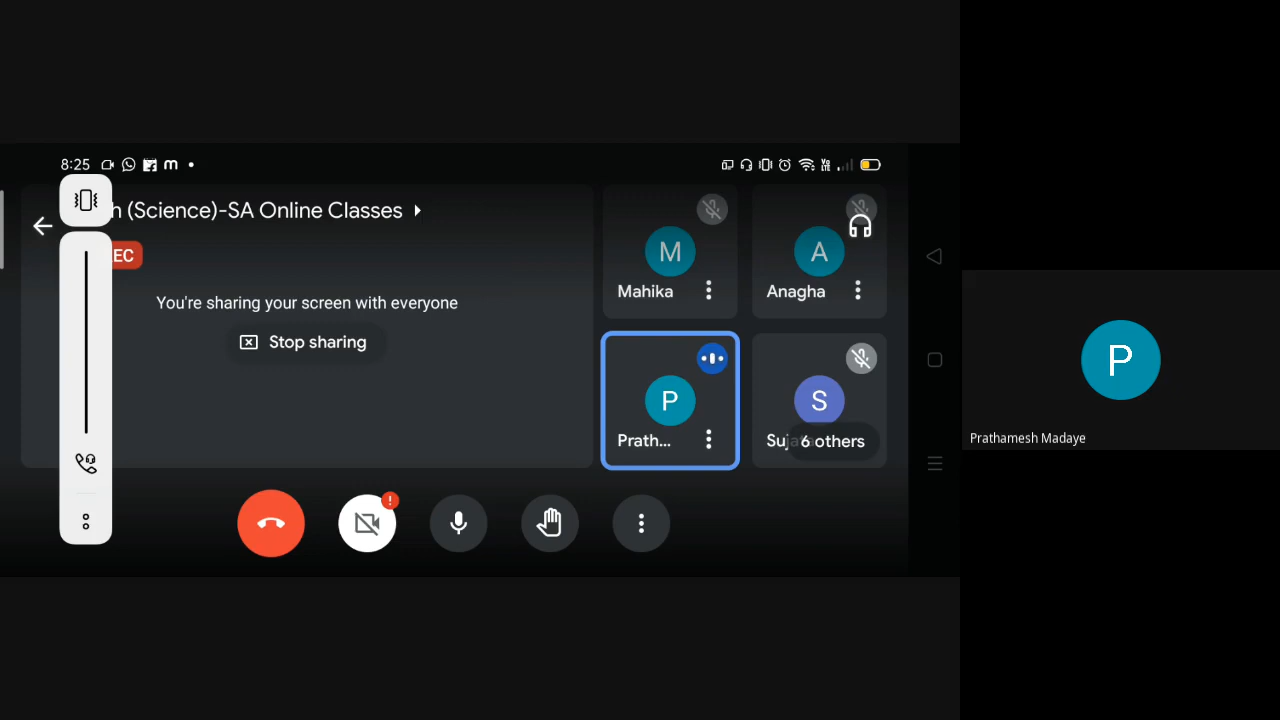 8:25
h (Science)-SA Online Classes
EC
You're sharing your screen with everyone
Stop sharing
M
Mahika
A
Anagha
P
Prath...
S
6 others
P
Prathamesh Madaye